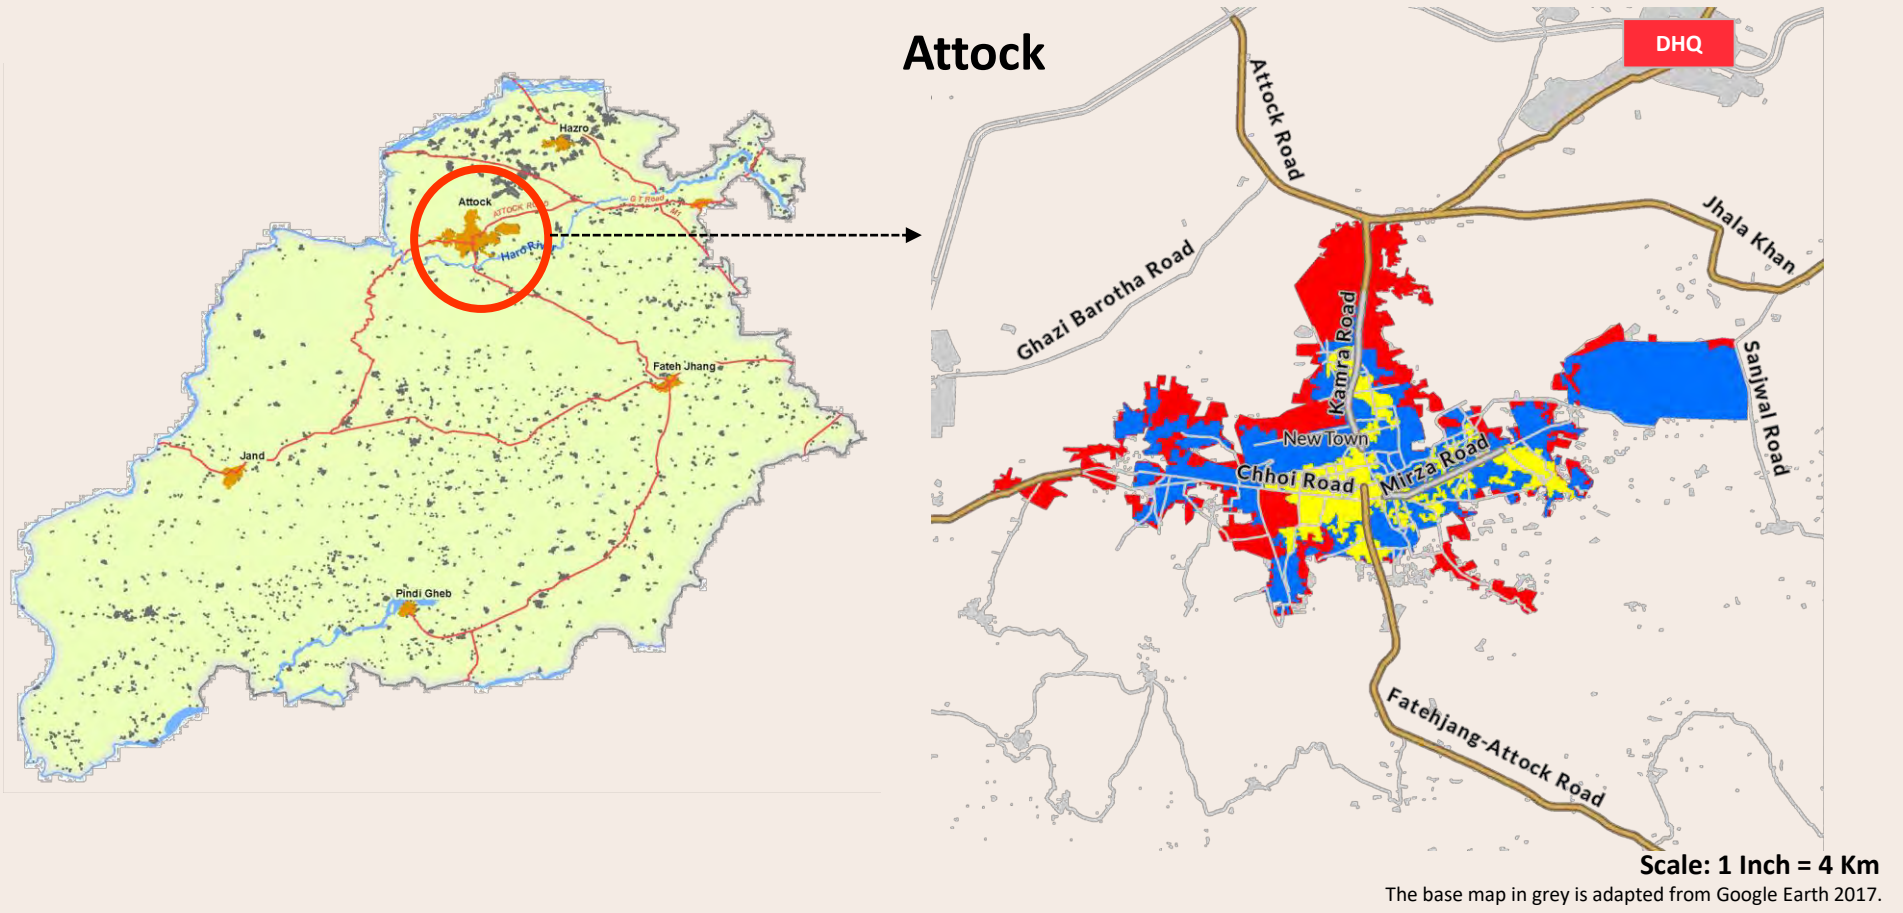 Attock
DHQ
Hazro
Attock
ATTOCK ROAD
G T Road
M1
Haro Ri
Fateh Jhang
Jand
Pindi Gheb
Attock Road
Jhala Khan
Ghazi Barotha Road
Kamra Road
Sanjwal Road
New Town
Chhoi Road
Mirza Road
Fatehjang-Attock Road
Scale: 1 Inch = 4 Km
The base map in grey is adapted from Google Earth 2017.